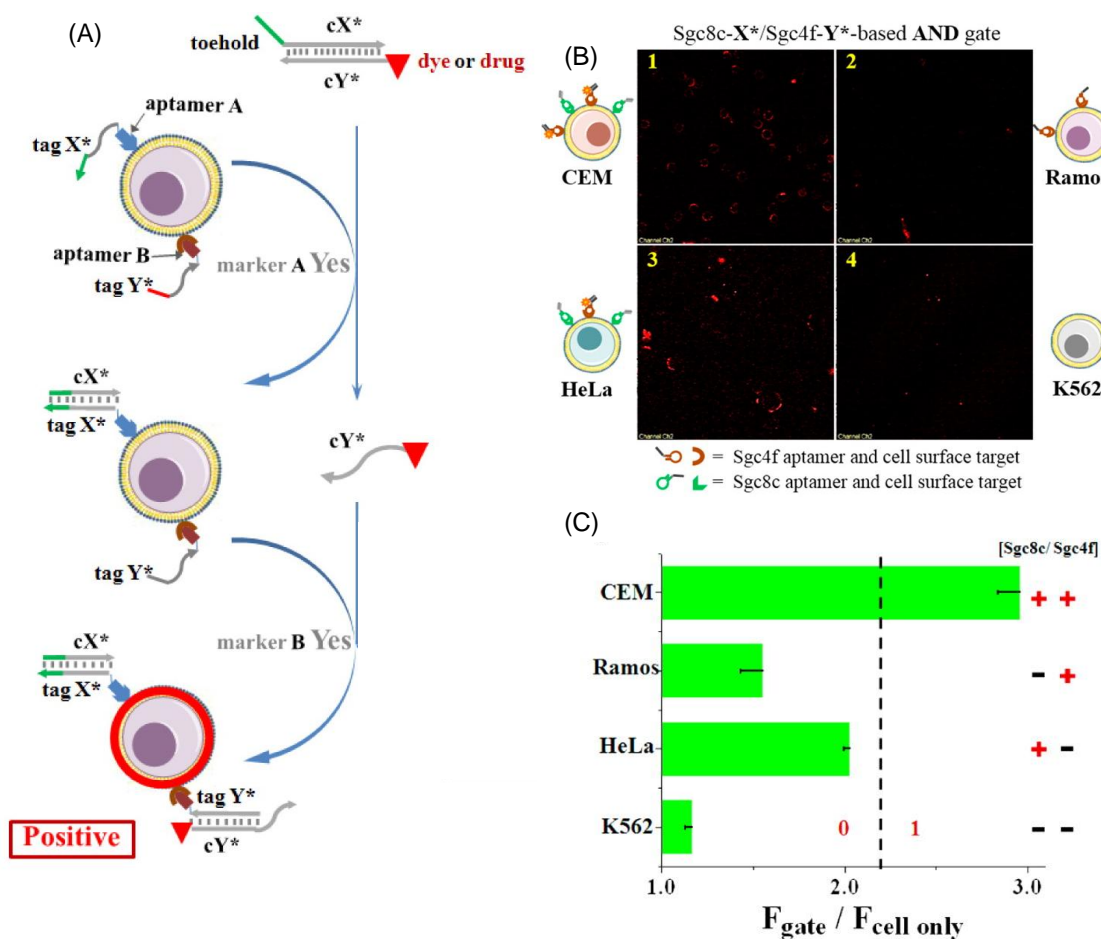 (A)
toehold
cX*
cY*
dye or drug
aptamer A
tag X*
aptamer B
tag Y*
marker A Yes
cX*
tag X*
cY*
tag Y*
marker B Yes
cX*
tag X*
tag Y*
cY*
Positive
(B)
Sgc8c-X*/Sgc4f-Y*-based AND gate
1
2
CEM
Ramos
Channel Ch2
Channel Ch2
3
4
HeLa
K562
Channel Ch2
Channel Ch2
= Sgc4f aptamer and cell surface target
= Sgc8c aptamer and cell surface target
(C)
[Sgc8c/ Sgc4f]
CEM
+ +
Ramos
- +
HeLa
+ -
K562
0 1
- -
1.0 2.0 3.0
Fgate / Fcell only